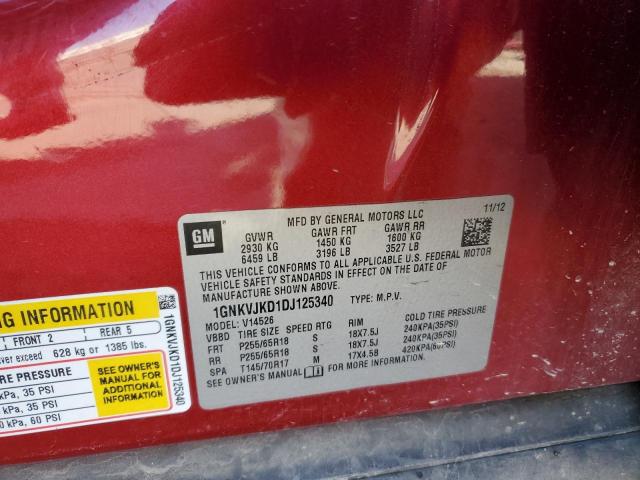 GM
MFD BY GENERAL MOTORS LLC
11/12
GVWR GAWR FRT GAWR RR
2930 KG 1450 KG 1600 KG
6459 LB 3196 LB 3527 LB
THIS VEHICLE CONFORMS TO ALL APPLICABLE U.S. FEDERAL MOTOR
VEHICLE SAFETY STANDARDS IN EFFECT ON THE DATE OF
MANUFACTURE SHOWN ABOVE.
1GNKVJKD1DJ125340 TYPE: M.P.V.
MODEL: V14526
VBBD TIRE SIZE SPEED RTG RIM
FRT P255/65R18 S 18X7.5J 240KPA(35PSI)
RR P255/65R18 S 18X7.5J 240KPA(35PSI)
SPA T145/70R17 M 17X4.5B 420KPA(60PSI)
SEE OWNER'S MANUAL FOR MORE INFORMATION.
NG INFORMATION
FRONT 2 REAR 5
ver exceed 628 kg or 1385 lbs.
RE PRESSURE
kPa, 35 PSI
kPa, 35 PSI
kPa, 60 PSI
SEE OWNER'S
MANUAL FOR
ADDITIONAL
INFORMATION
1GNKVJKD1DJ125340